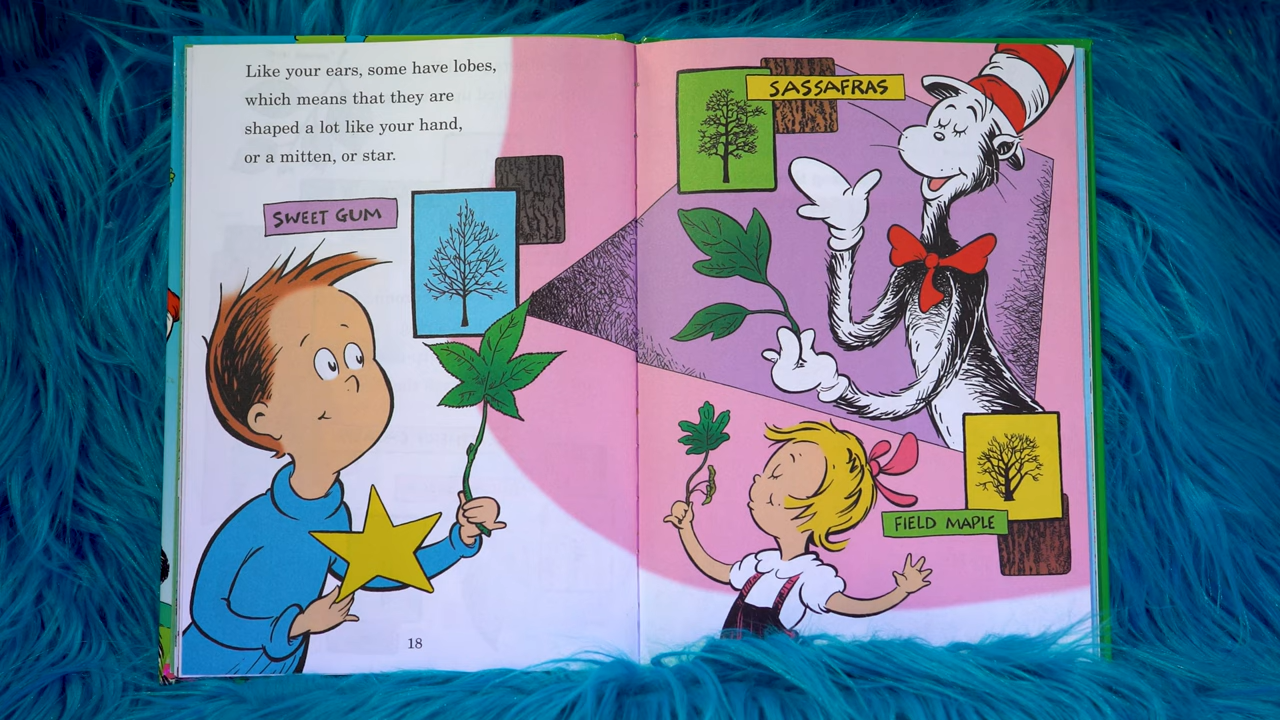 Like your ears, some have lobes,
which means that they are
shaped a lot like your hand,
or a mitten, or star.
SWEET GUM
18
SASSAFRAS
FIELD MAPLE